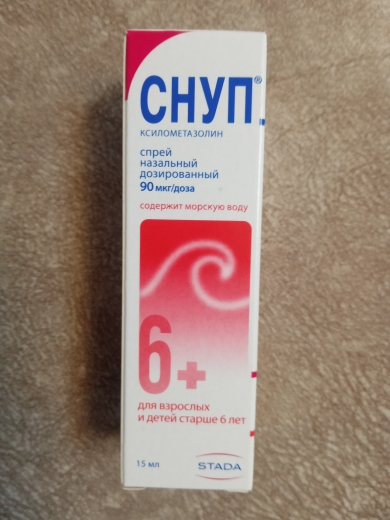 СНУП®
ксилометазолин
спрей
назальный
дозированный
90 мкг/доза
содержит морскую воду
6+
для взрослых
и детей старше 6 лет
15 мл
STADA